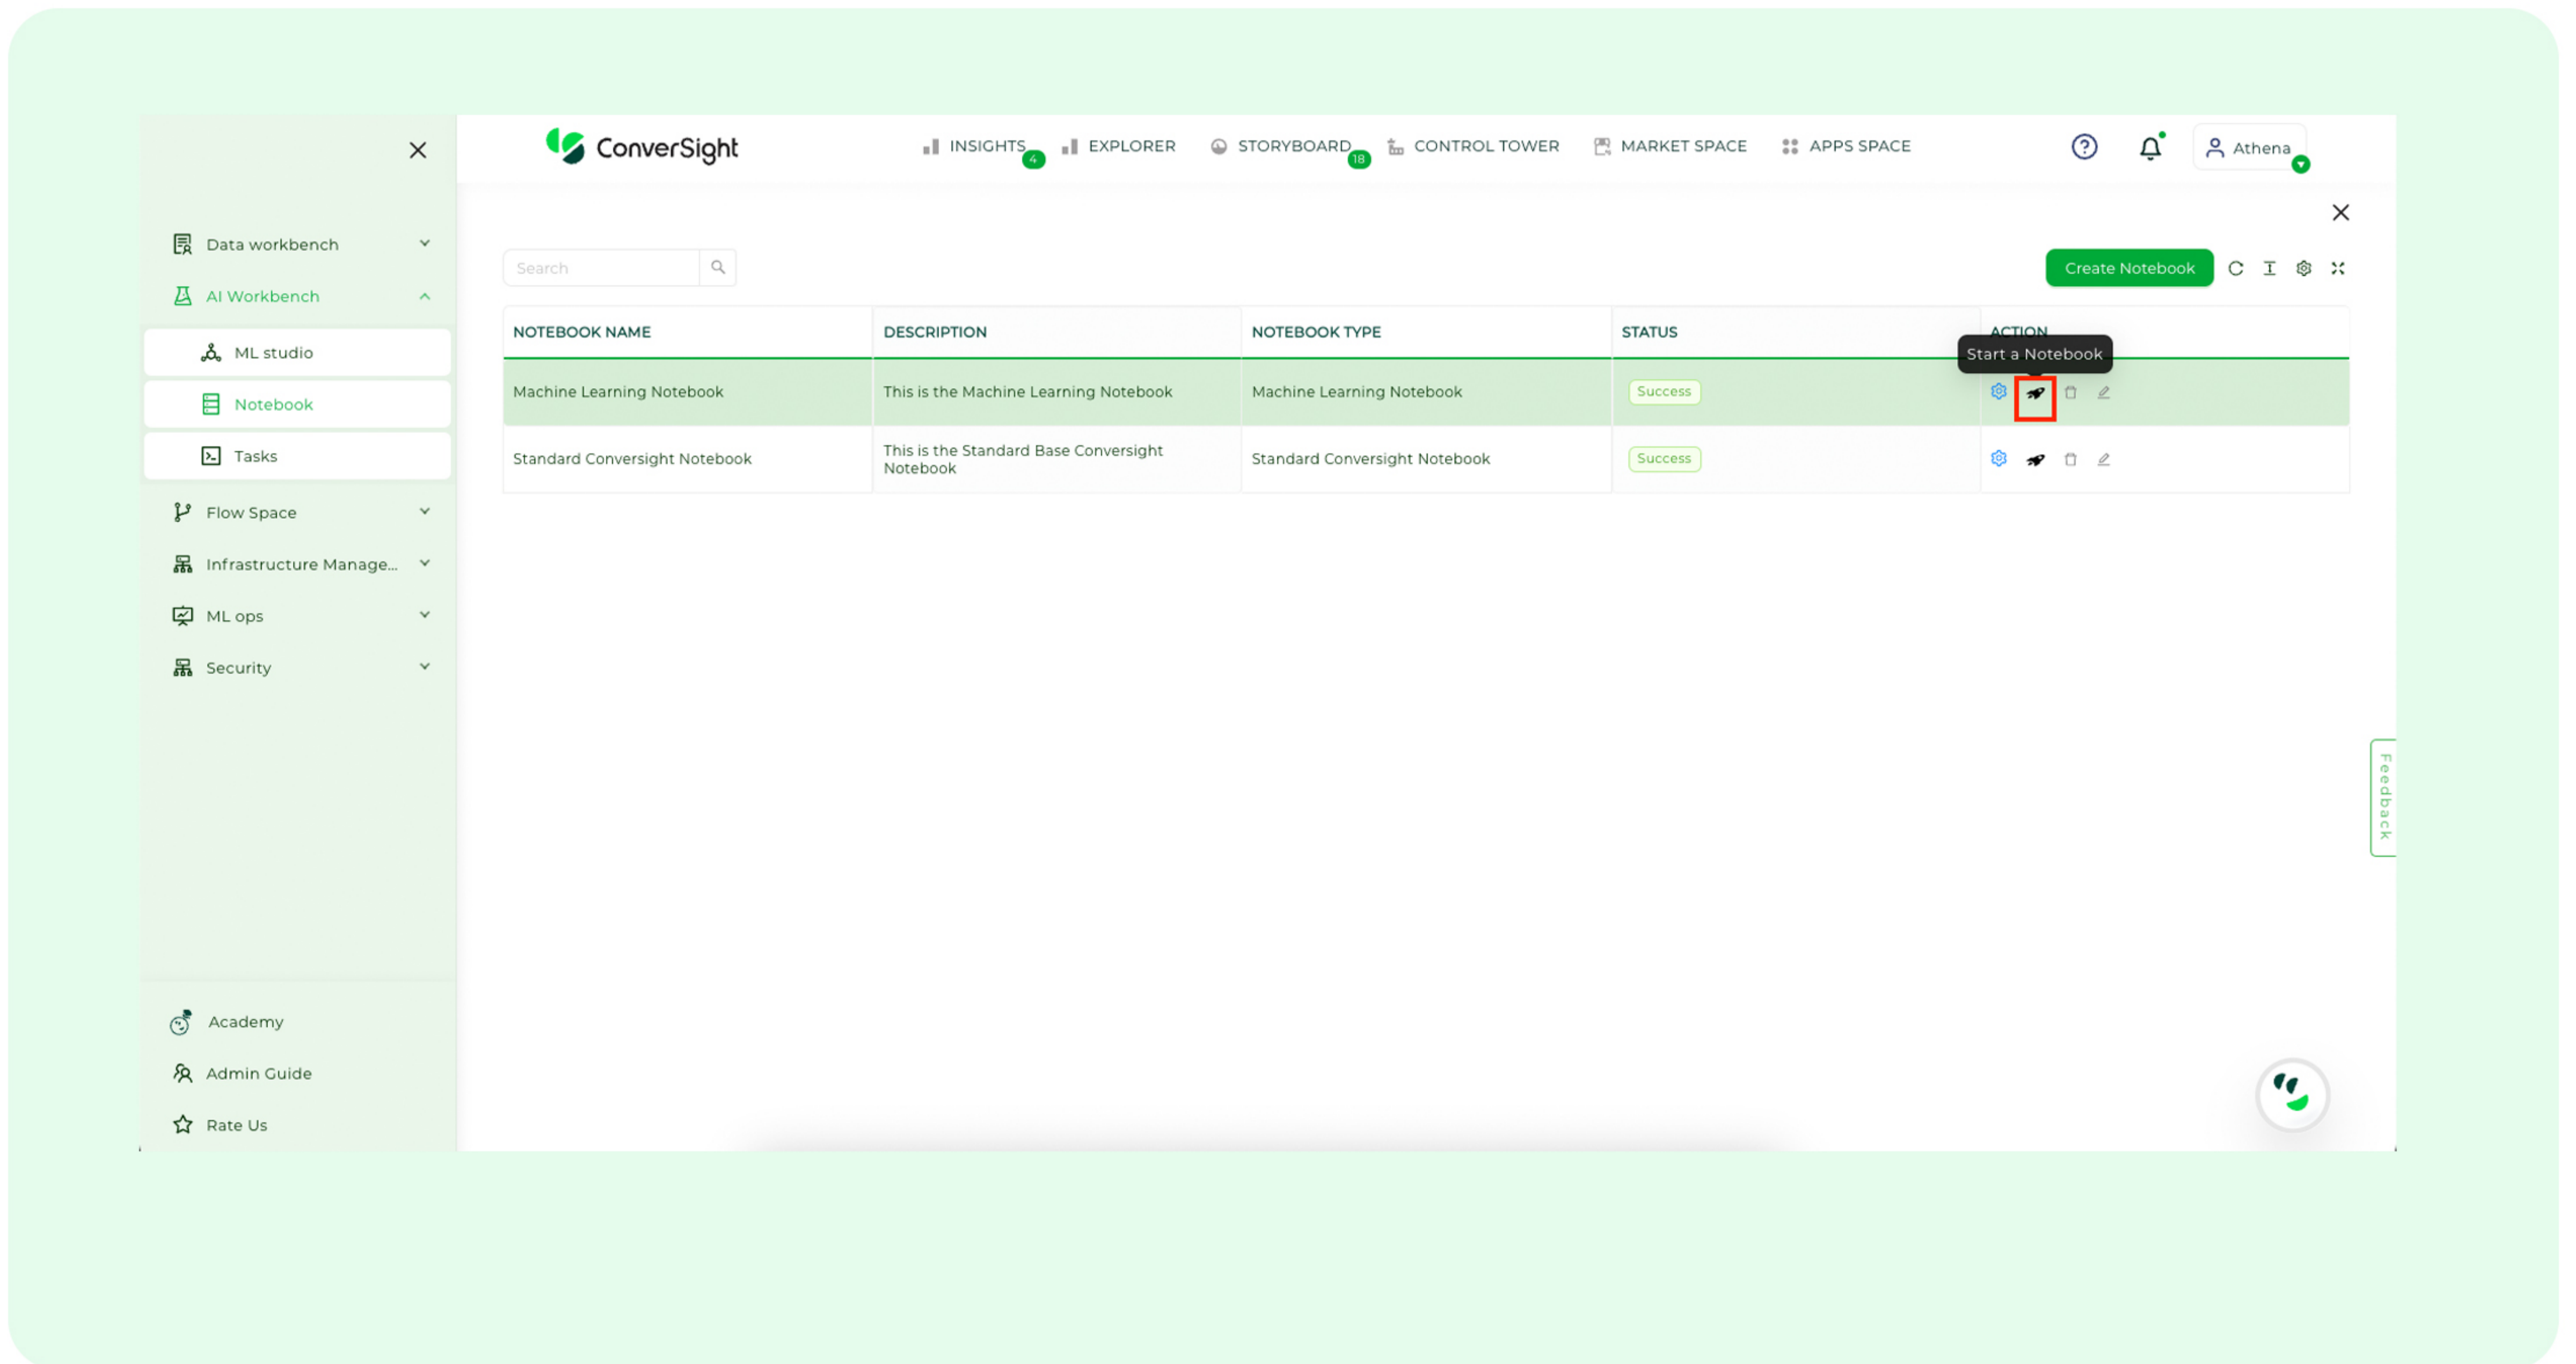 ConverSight
INSIGHTS
4
EXPLORER
STORYBOARD
18
CONTROL TOWER
MARKET SPACE
APPS SPACE
?
Athena
Data workbench
AI Workbench
ML studio
Notebook
Tasks
Flow Space
Infrastructure Manage...
ML ops
Security
Academy
Admin Guide
Rate Us
Search
Create Notebook
NOTEBOOK NAME
DESCRIPTION
NOTEBOOK TYPE
STATUS
ACTION
Start a Notebook
Machine Learning Notebook
This is the Machine Learning Notebook
Machine Learning Notebook
Success
Standard Conversight Notebook
This is the Standard Base Conversight
Notebook
Standard Conversight Notebook
Success
Feedback